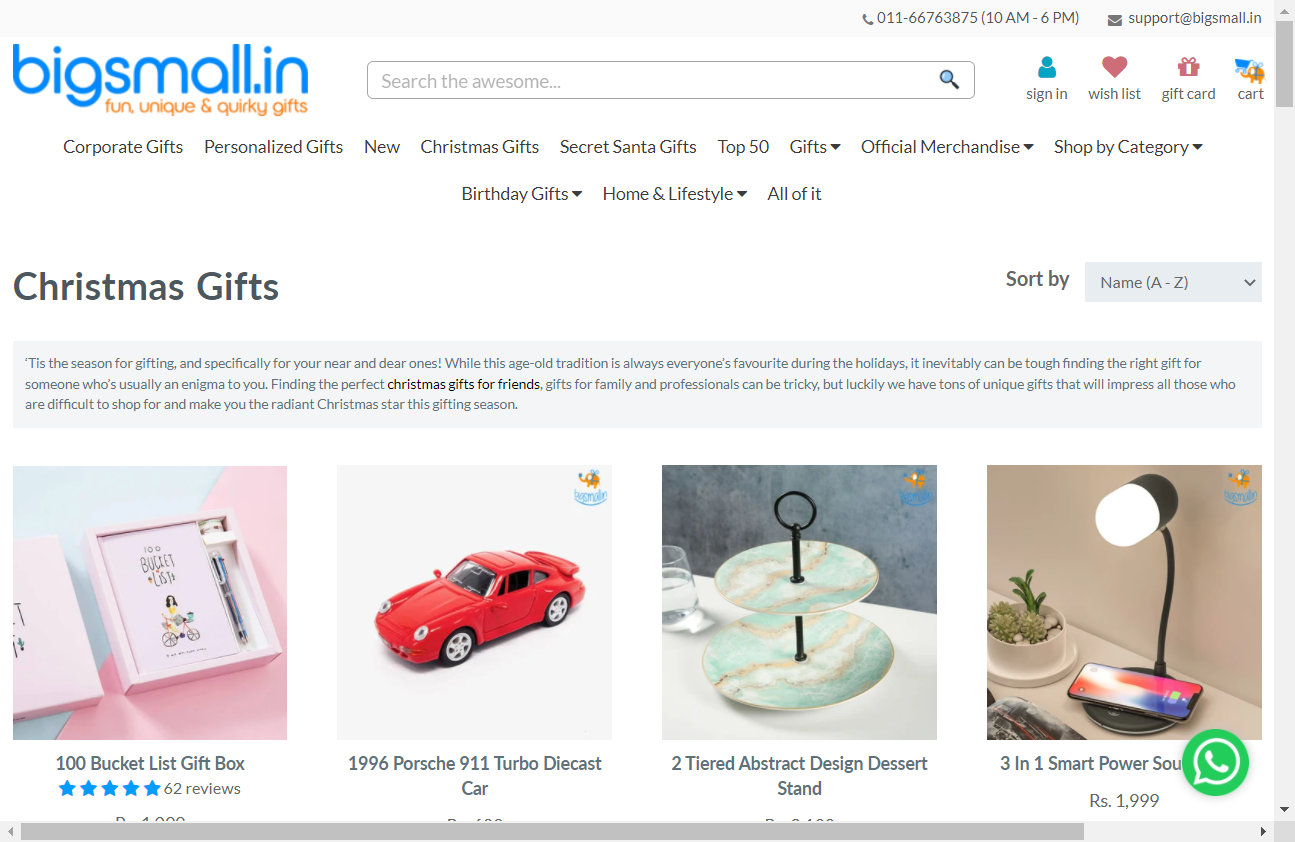 011-66763875 (10 AM - 6 PM) support@bigsmall.in
bigsmall.in
fun, unique & quirky gifts
Search the awesome...
sign in wish list gift card cart
Corporate Gifts Personalized Gifts New Christmas Gifts Secret Santa Gifts Top 50 Gifts Official Merchandise Shop by Category
Birthday Gifts Home & Lifestyle All of it
Christmas Gifts
Sort by Name (A - Z)
‘Tis the season for gifting, and specifically for your near and dear ones! While this age-old tradition is always everyone’s favourite during the holidays, it inevitably can be tough finding the right gift for
someone who’s usually an enigma to you. Finding the perfect christmas gifts for friends, gifts for family and professionals can be tricky, but luckily we have tons of unique gifts that will impress all those who
are difficult to shop for and make you the radiant Christmas star this gifting season.
bigsmall.in
bigsmall.in
bigsmall.in
100
BUCKET
LIST
100 Bucket List Gift Box
62 reviews
1996 Porsche 911 Turbo Diecast
Car
2 Tiered Abstract Design Dessert
Stand
3 In 1 Smart Power
Rs. 1,999